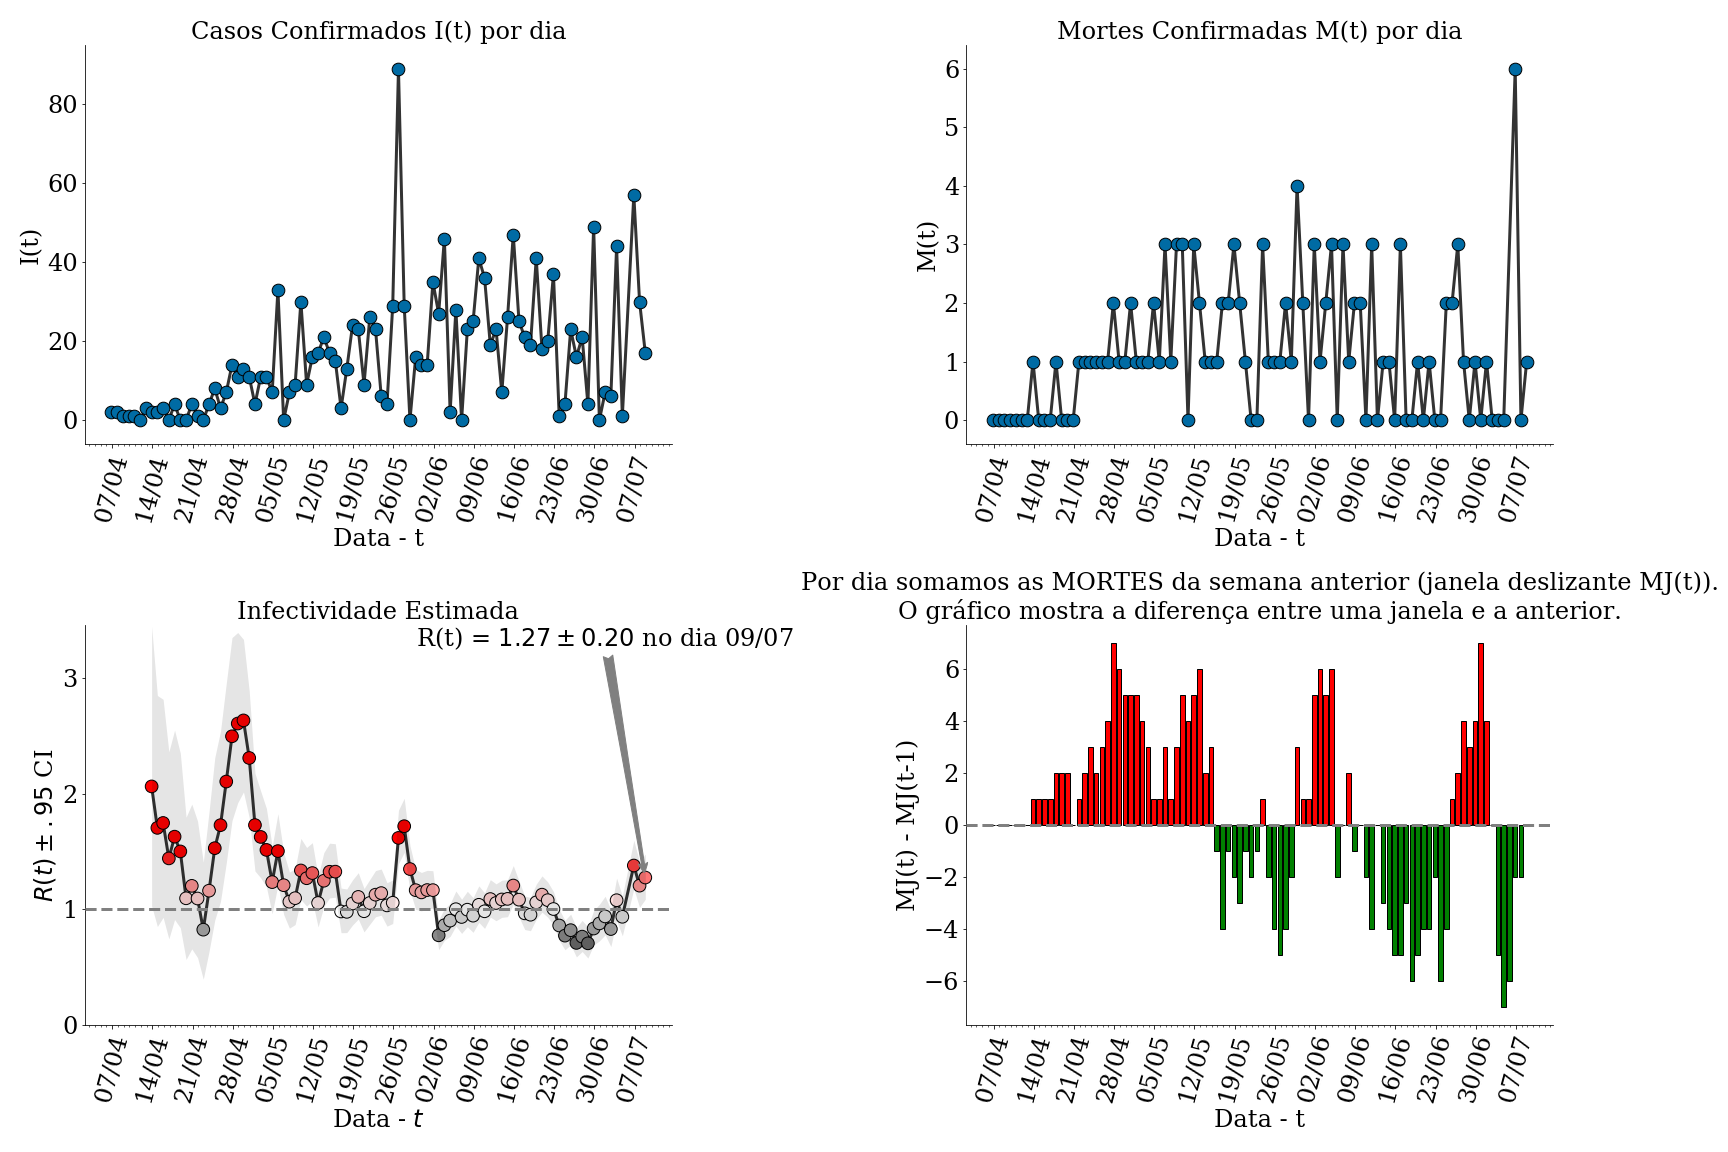 Casos Confirmados I(t) por dia
I(t)
80
60
40
20
0
07/04 14/04 21/04 28/04 05/05 12/05 19/05 26/05 02/06 09/06 16/06 23/06 30/06 07/07
Data - t
Mortes Confirmadas M(t) por dia
M(t)
6
5
4
3
2
1
0
07/04 14/04 21/04 28/04 05/05 12/05 19/05 26/05 02/06 09/06 16/06 23/06 30/06 07/07
Data - t
Infectividade Estimada
R(t) = 1.27 ± 0.20 no dia 09/07
R(t) ± .95 CI
3
2
1
0
07/04 14/04 21/04 28/04 05/05 12/05 19/05 26/05 02/06 09/06 16/06 23/06 30/06 07/07
Data - t
Por dia somamos as MORTES da semana anterior (janela deslizante MJ(t)).
O gráfico mostra a diferença entre uma janela e a anterior.
MJ(t) - MJ(t-1)
6
4
2
0
−2
−4
−6
07/04 14/04 21/04 28/04 05/05 12/05 19/05 26/05 02/06 09/06 16/06 23/06 30/06 07/07
Data - t